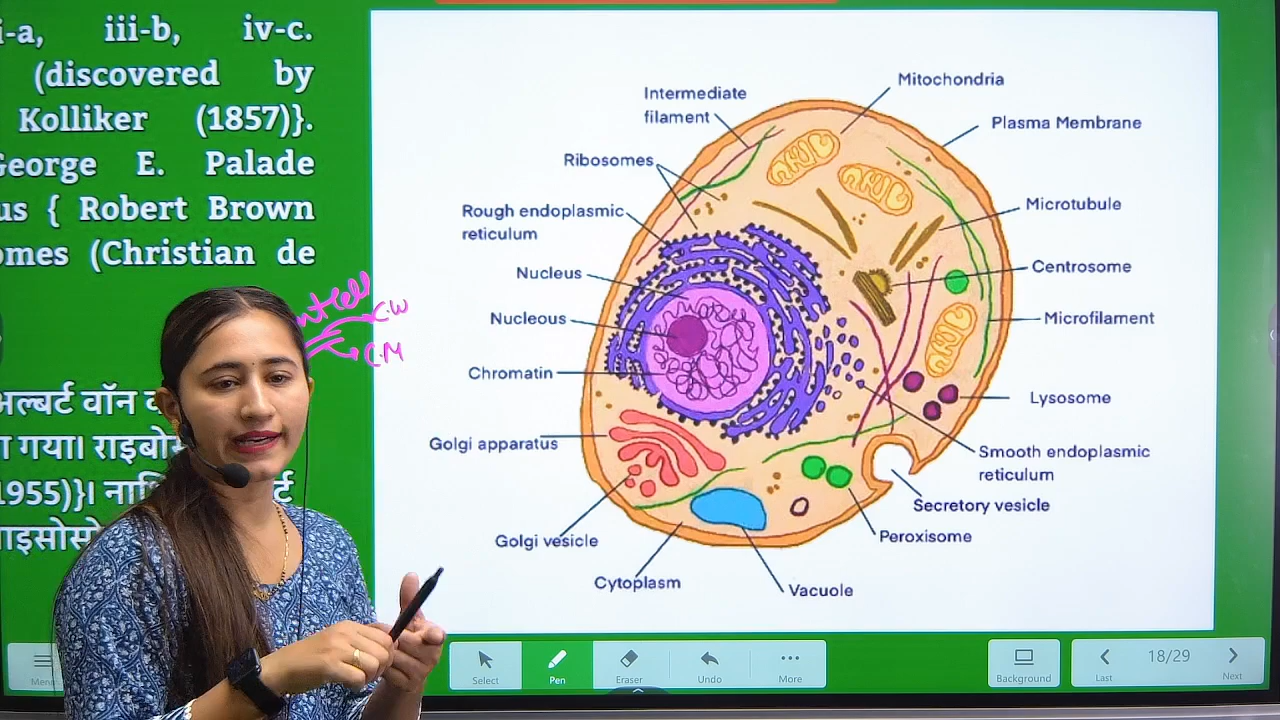 i-a, iii-b, iv-c.
(discovered by
Kolliker (1857)}.
George E. Palade
us { Robert Brown
omes (Christian de
C.W
C.M
अल्बर्ट वॉन
गया। राइबो
1955)}। र्ट
ाइसोसो
Intermediate
filament
Mitochondria
Plasma Membrane
Ribosomes
Rough endoplasmic
reticulum
Microtubule
Nucleus
Centrosome
Nucleous
Microfilament
Chromatin
Lysosome
Golgi apparatus
Smooth endoplasmic
reticulum
Secretory vesicle
Golgi vesicle
Peroxisome
Cytoplasm
Vacuole
Menu
Select
Pen
Eraser
Undo
More
Background
Last
18/29
Next